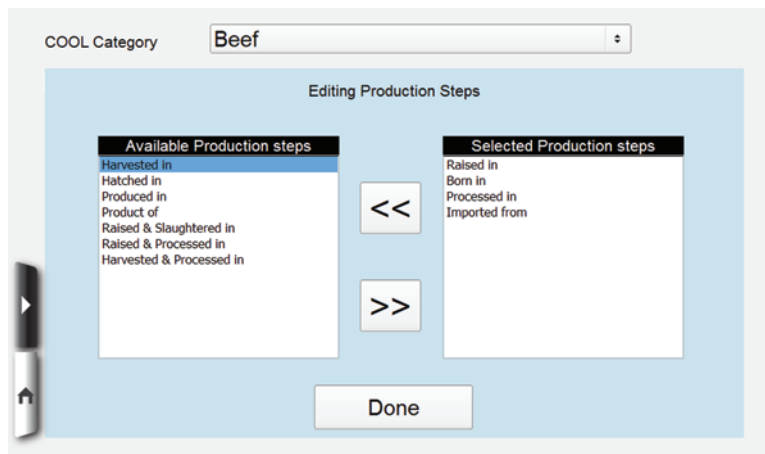 COOL Category Beef
Editing Production Steps
Available Production steps
Harvested in
Hatched in
Produced in
Product of
Raised & Slaughtered in
Raised & Processed in
Harvested & Processed in
<<
>>
Selected Production steps
Raised in
Born in
Processed in
Imported from
Done